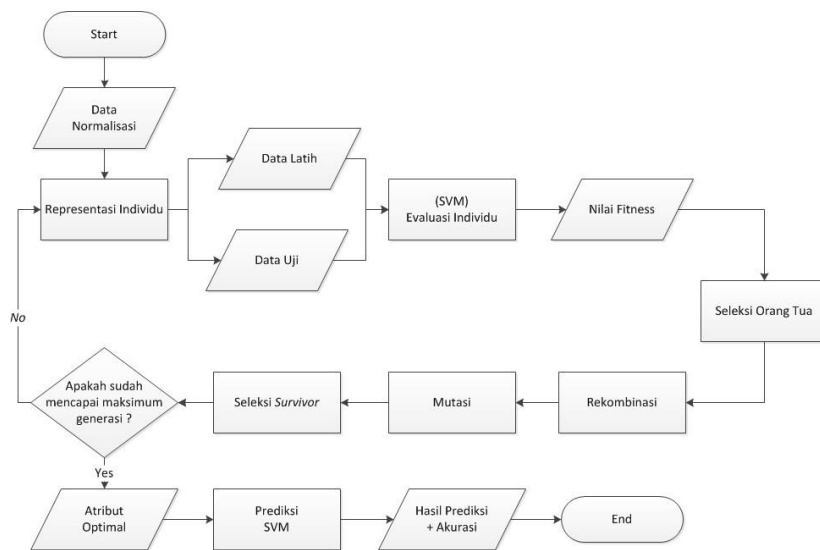 Start
Data
Normalisasi
Representasi Individu
Data Latih
Data Uji
(SVM)
Evaluasi Individu
Nilai Fitness
Seleksi Orang Tua
Rekombinasi
Mutasi
Seleksi Survivor
Apakah sudah
mencapai maksimum
generasi ?
No
Yes
Atribut
Optimal
Prediksi
SVM
Hasil Prediksi
+ Akurasi
End